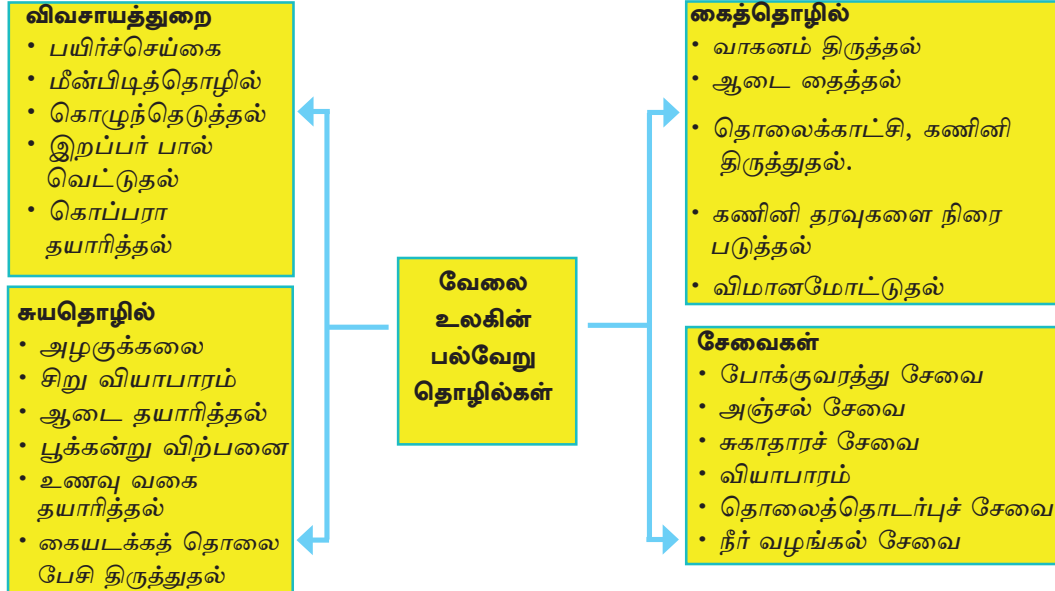 விவசாயத்துறை
• பயிர்ச்செய்கை
• மீன்பிடித்தொழில்
• கொழுந்தெடுத்தல்
• இறப்பர் பால்
வெட்டுதல்
• கொப்பரா
தயாரித்தல்
சுயதொழில்
• அழகுக்கலை
• சிறு வியாபாரம்
• ஆடை தயாரித்தல்
• பூக்கன்று விற்பனை
• உணவு வகை
தயாரித்தல்
• கையடக்கத் தொலை
பேசி திருத்துதல்
வேலை
உலகின்
பல்வேறு
தொழில்கள்
கைத்தொழில்
• வாகனம் திருத்தல்
• ஆடை தைத்தல்
• தொலைக்காட்சி, கணினி
திருத்துதல்.
• கணினி தரவுகளை நிரை
படுத்தல்
• விமானமோட்டுதல்
சேவைகள்
• போக்குவரத்து சேவை
• அஞ்சல் சேவை
• சுகாதாரச் சேவை
• வியாபாரம்
• தொலைத்தொடர்புச் சேவை
• நீர் வழங்கல் சேவை